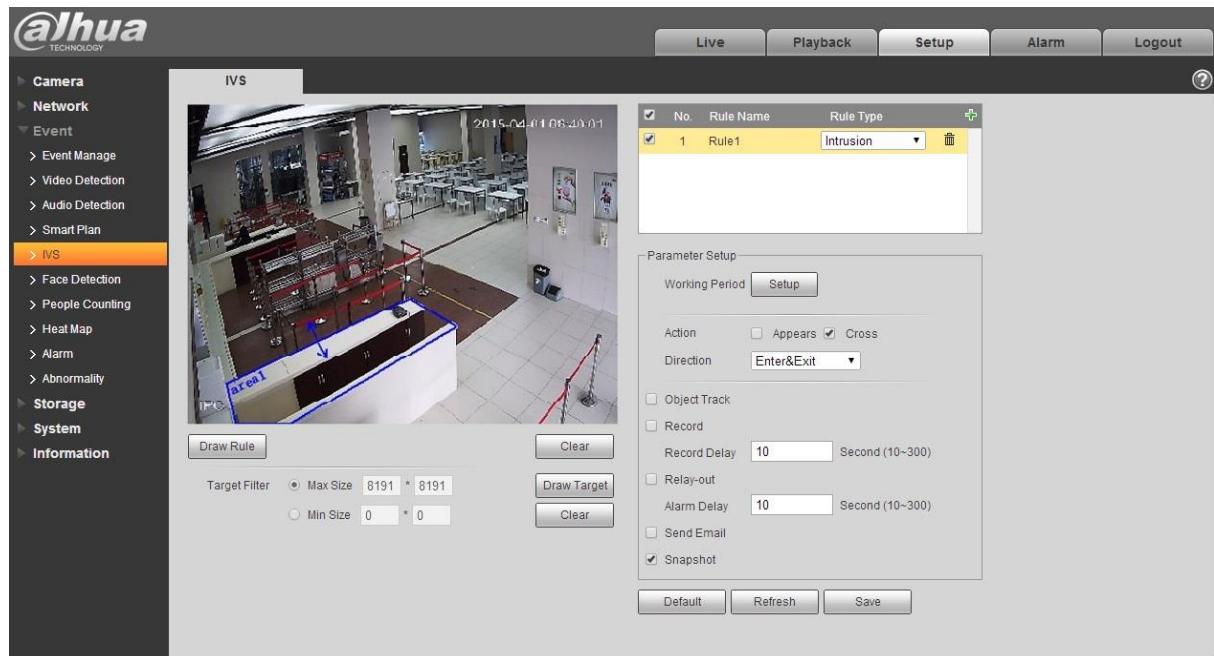 alhua
TECHNOLOGY
Live
Playback
Setup
Alarm
Logout
Camera
Network
Event
> Event Manage
> Video Detection
> Audio Detection
> Smart Plan
> IVS
> Face Detection
> People Counting
> Heat Map
> Alarm
> Abnormality
Storage
System
Information
IVS
2015-04-01 08:40:01
area1
IPC
Draw Rule
Clear
Target Filter Max Size 8191 * 8191
Draw Target
Min Size 0 * 0
Clear
No. Rule Name Rule Type
1 Rule1 Intrusion
Parameter Setup
Working Period Setup
Action Appears Cross
Direction Enter&Exit
Object Track
Record
Record Delay 10 Second (10~300)
Relay-out
Alarm Delay 10 Second (10~300)
Send Email
Snapshot
Default Refresh Save